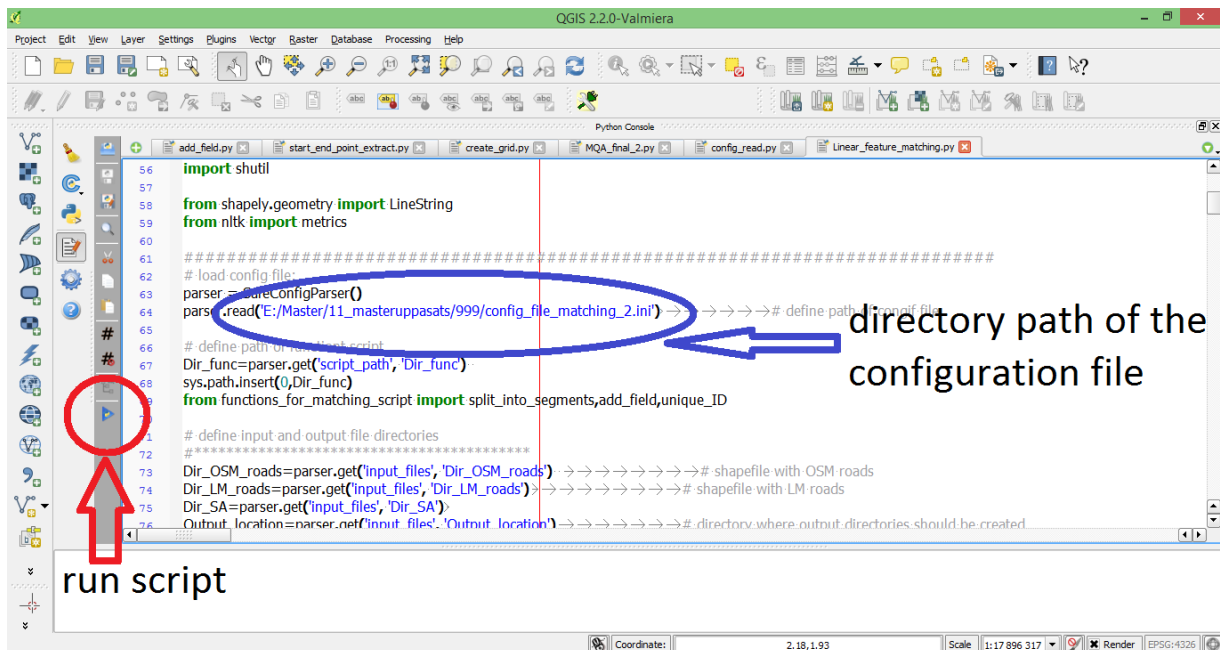 QGIS 2.2.0-Valmiera
Project Edit View Layer Settings Plugins Vector Raster Database Processing Help
Python Console
add_field.py start_end_point_extract.py create_grid.py MQA_final_2.py config_read.py Linear_feature_matching.py
56 import shutil
57
58 from shapely.geometry import LineString
59 from nltk import metrics
60
61 ##############################################################################
62 # load config file:
63 parser = SafeConfigParser()
64 parser.read('E:/Master/11_masteruppasats/999/config_file_matching_2.ini') # define path of congif file
65
66 # define path of functions script
67 Dir_func=parser.get('script_path', 'Dir_func')
68 sys.path.insert(0,Dir_func)
69 from functions_for_matching_script import split_into_segments,add_field,unique_ID
70
71 # define input and output file directories
72 #********************************
73 Dir_OSM_roads=parser.get('input_files', 'Dir_OSM_roads') # shapefile with OSM roads
74 Dir_LM_roads=parser.get('input_files', 'Dir_LM_roads') # shapefile with LM roads
75 Dir_SA=parser.get('input_files', 'Dir_SA')
76 Output_location=parser.get('input_files', 'Output_location') # directory where output directories should be created
directory path of the
configuration file
run script
Coordinate: 2.18,1.93 Scale 1:17 896 317 Render EPSG:4326